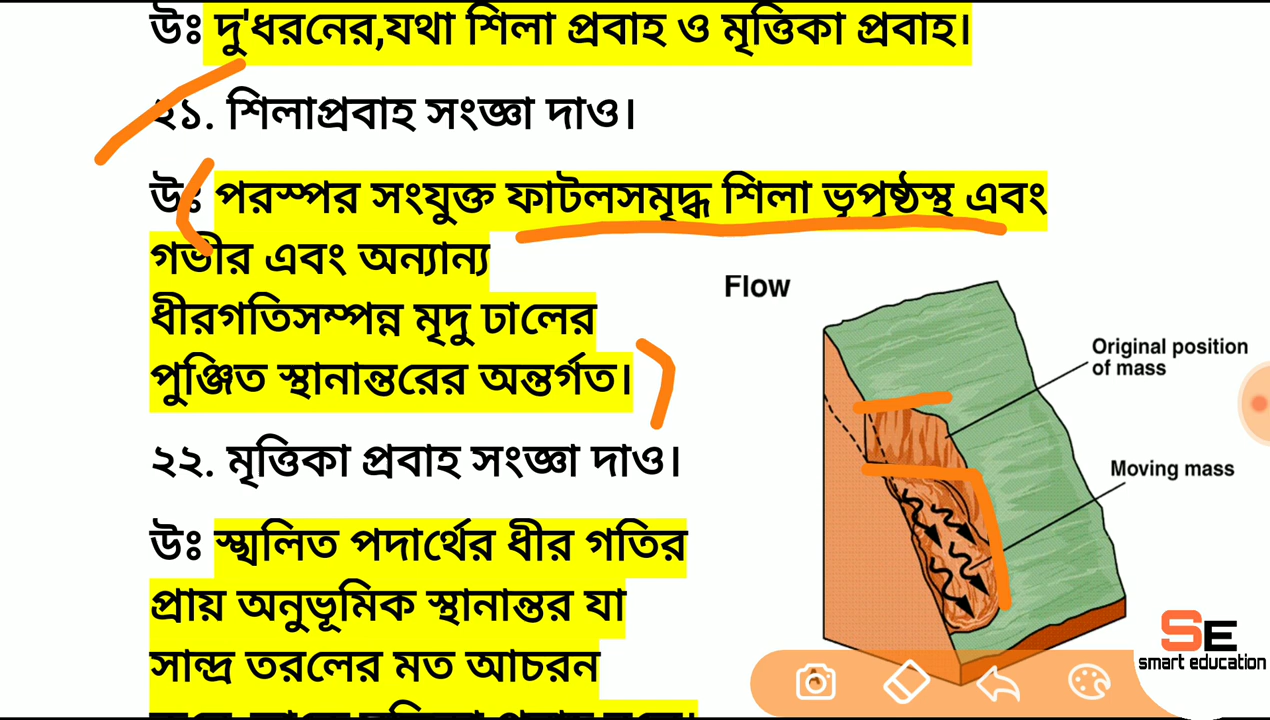 উঃ দু'ধরনের,যথা শিলা প্রবাহ ও মৃত্তিকা প্রবাহ।
২১. শিলাপ্রবাহ সংজ্ঞা দাও।
উঃ পরস্পর সংযুক্ত ফাটলসমৃদ্ধ শিলা ভূপৃষ্ঠস্থ এবং
গভীর এবং অন্যান্য
ধীরগতিসম্পন্ন মৃদু ঢালের
পুঞ্জিত স্থানান্তরের অন্তর্গত।
২২. মৃত্তিকা প্রবাহ সংজ্ঞা দাও।
উঃ স্খলিত পদার্থের ধীর গতির
প্রায় অনুভূমিক স্থানান্তর যা
সান্দ্র তরলের মত আচরন
Flow
Original position
of mass
Moving mass
SE
smart education